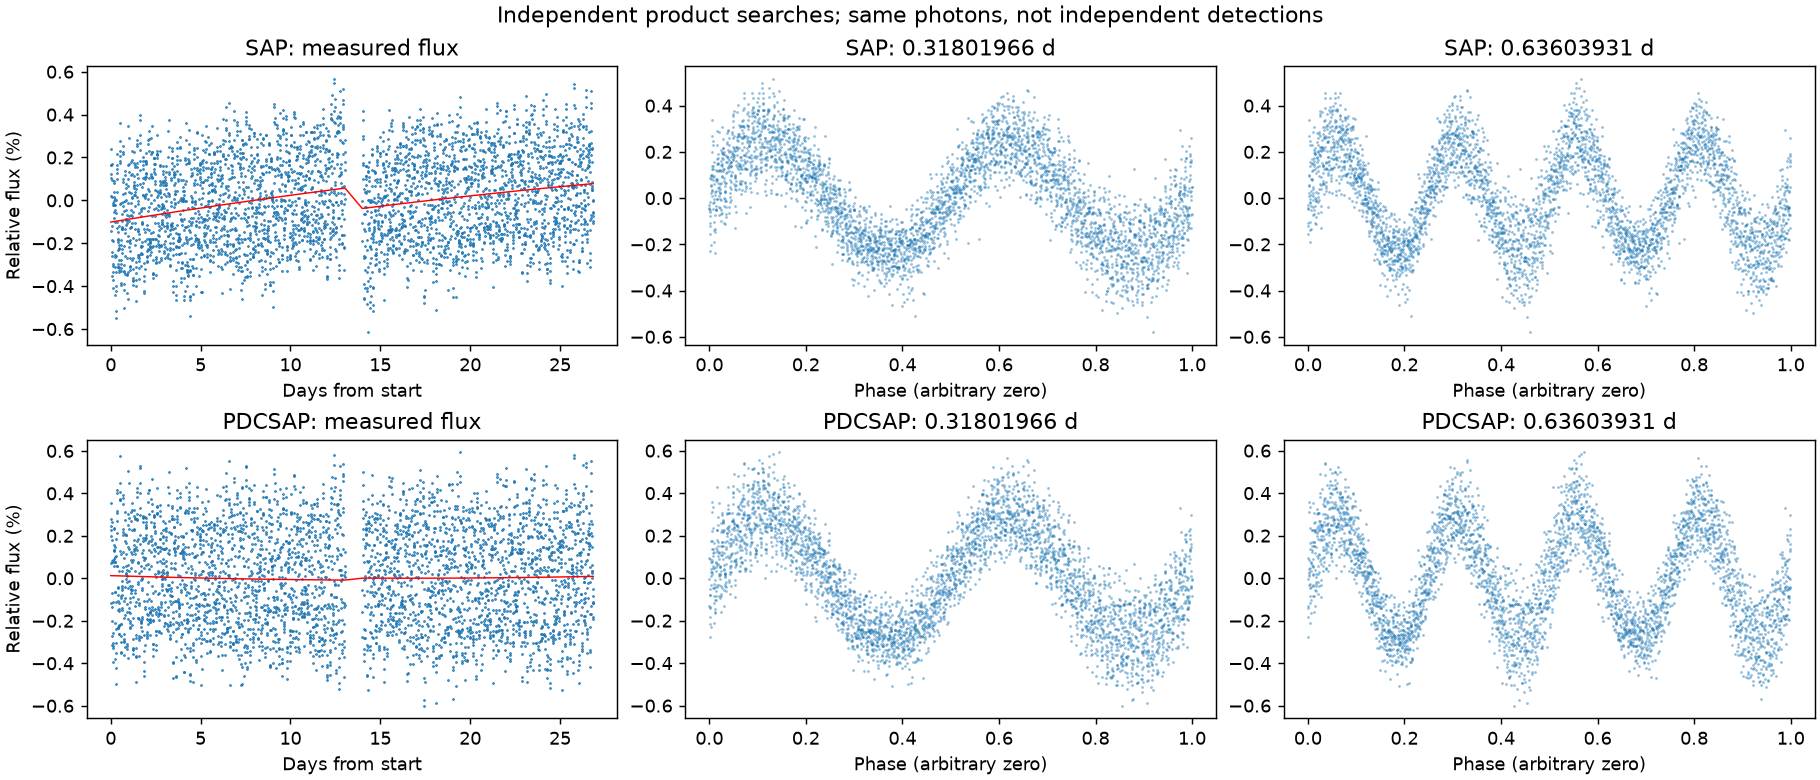 Independent product searches; same photons, not independent detections
SAP: measured flux
Relative flux (%)
0.6
0.4
0.2
0.0
−0.2
−0.4
−0.6
0 5 10 15 20 25
Days from start
SAP: 0.31801966 d
0.4
0.2
0.0
−0.2
−0.4
−0.6
0.0 0.2 0.4 0.6 0.8 1.0
Phase (arbitrary zero)
SAP: 0.63603931 d
0.4
0.2
0.0
−0.2
−0.4
−0.6
0.0 0.2 0.4 0.6 0.8 1.0
Phase (arbitrary zero)
PDCSAP: measured flux
Relative flux (%)
0.6
0.4
0.2
0.0
−0.2
−0.4
−0.6
0 5 10 15 20 25
Days from start
PDCSAP: 0.31801966 d
0.6
0.4
0.2
0.0
−0.2
−0.4
−0.6
0.0 0.2 0.4 0.6 0.8 1.0
Phase (arbitrary zero)
PDCSAP: 0.63603931 d
0.6
0.4
0.2
0.0
−0.2
−0.4
−0.6
0.0 0.2 0.4 0.6 0.8 1.0
Phase (arbitrary zero)